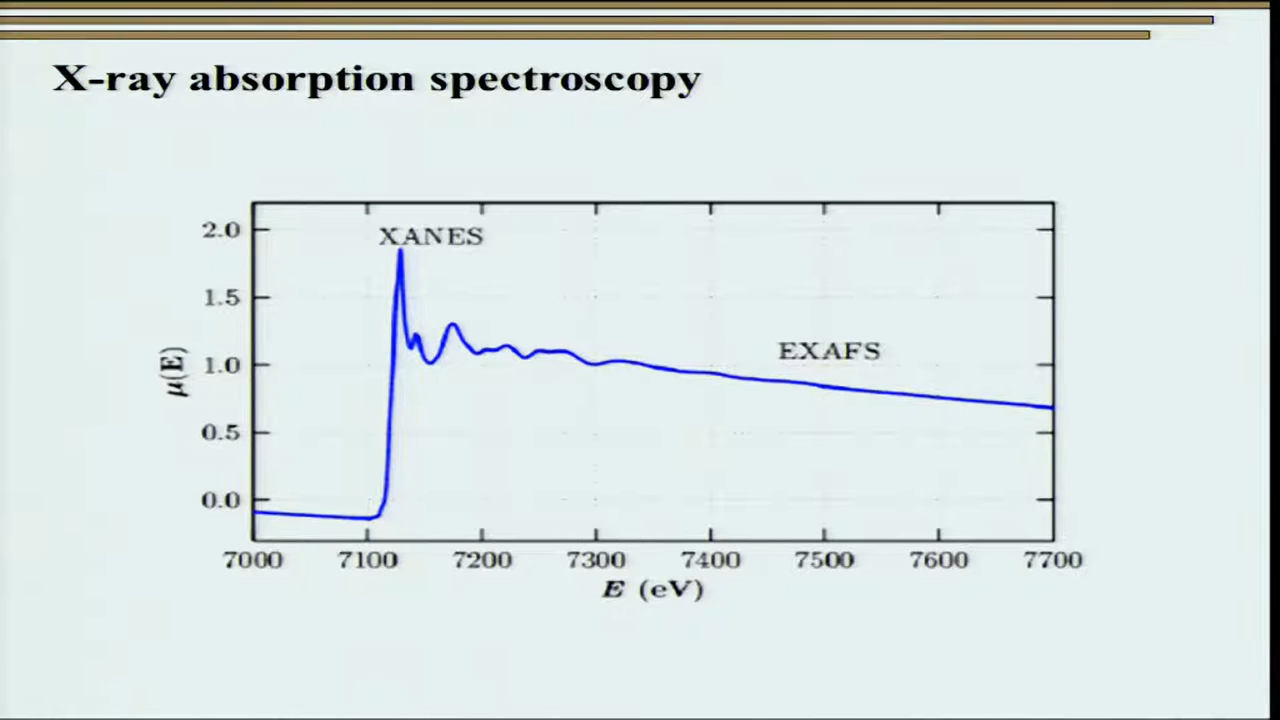 X-ray absorption spectroscopy
XANES
EXAFS
μ(E)
2.0
1.5
1.0
0.5
0.0
7000 7100 7200 7300 7400 7500 7600 7700
E (eV)